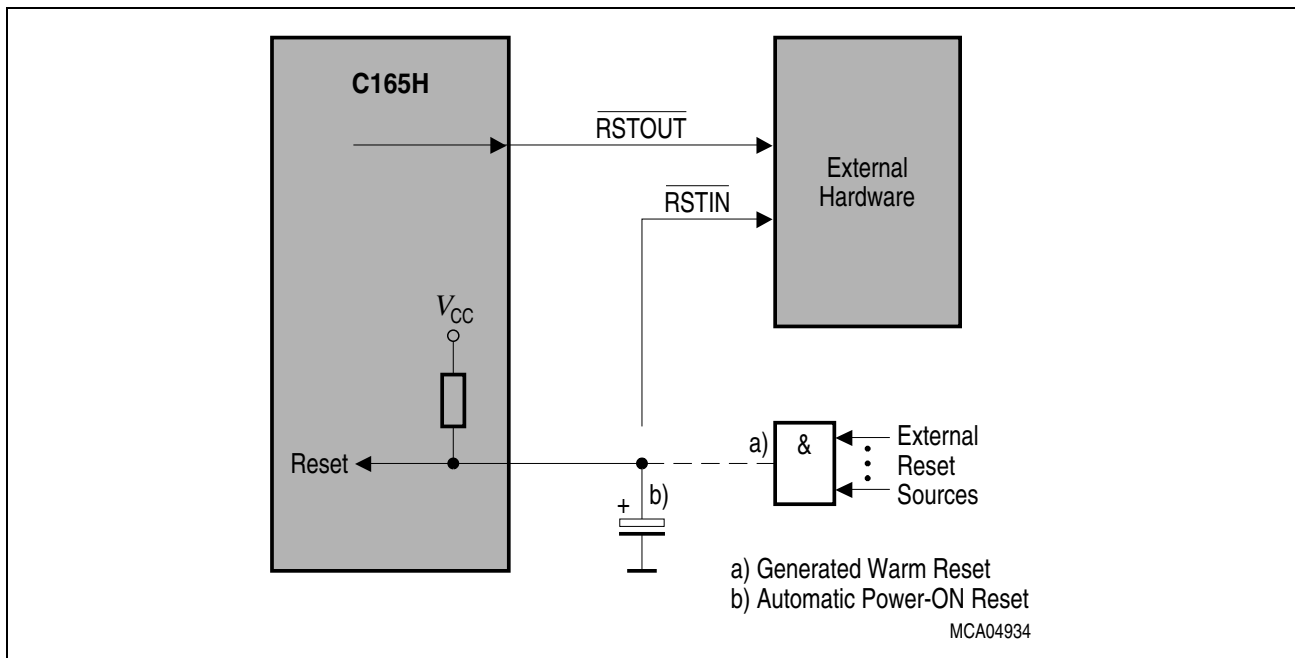 C165H
RSTOUT
External
Hardware
RSTIN
VCC
Reset
a)
&
External
Reset
Sources
b)
+
a) Generated Warm Reset
b) Automatic Power-ON Reset
MCA04934